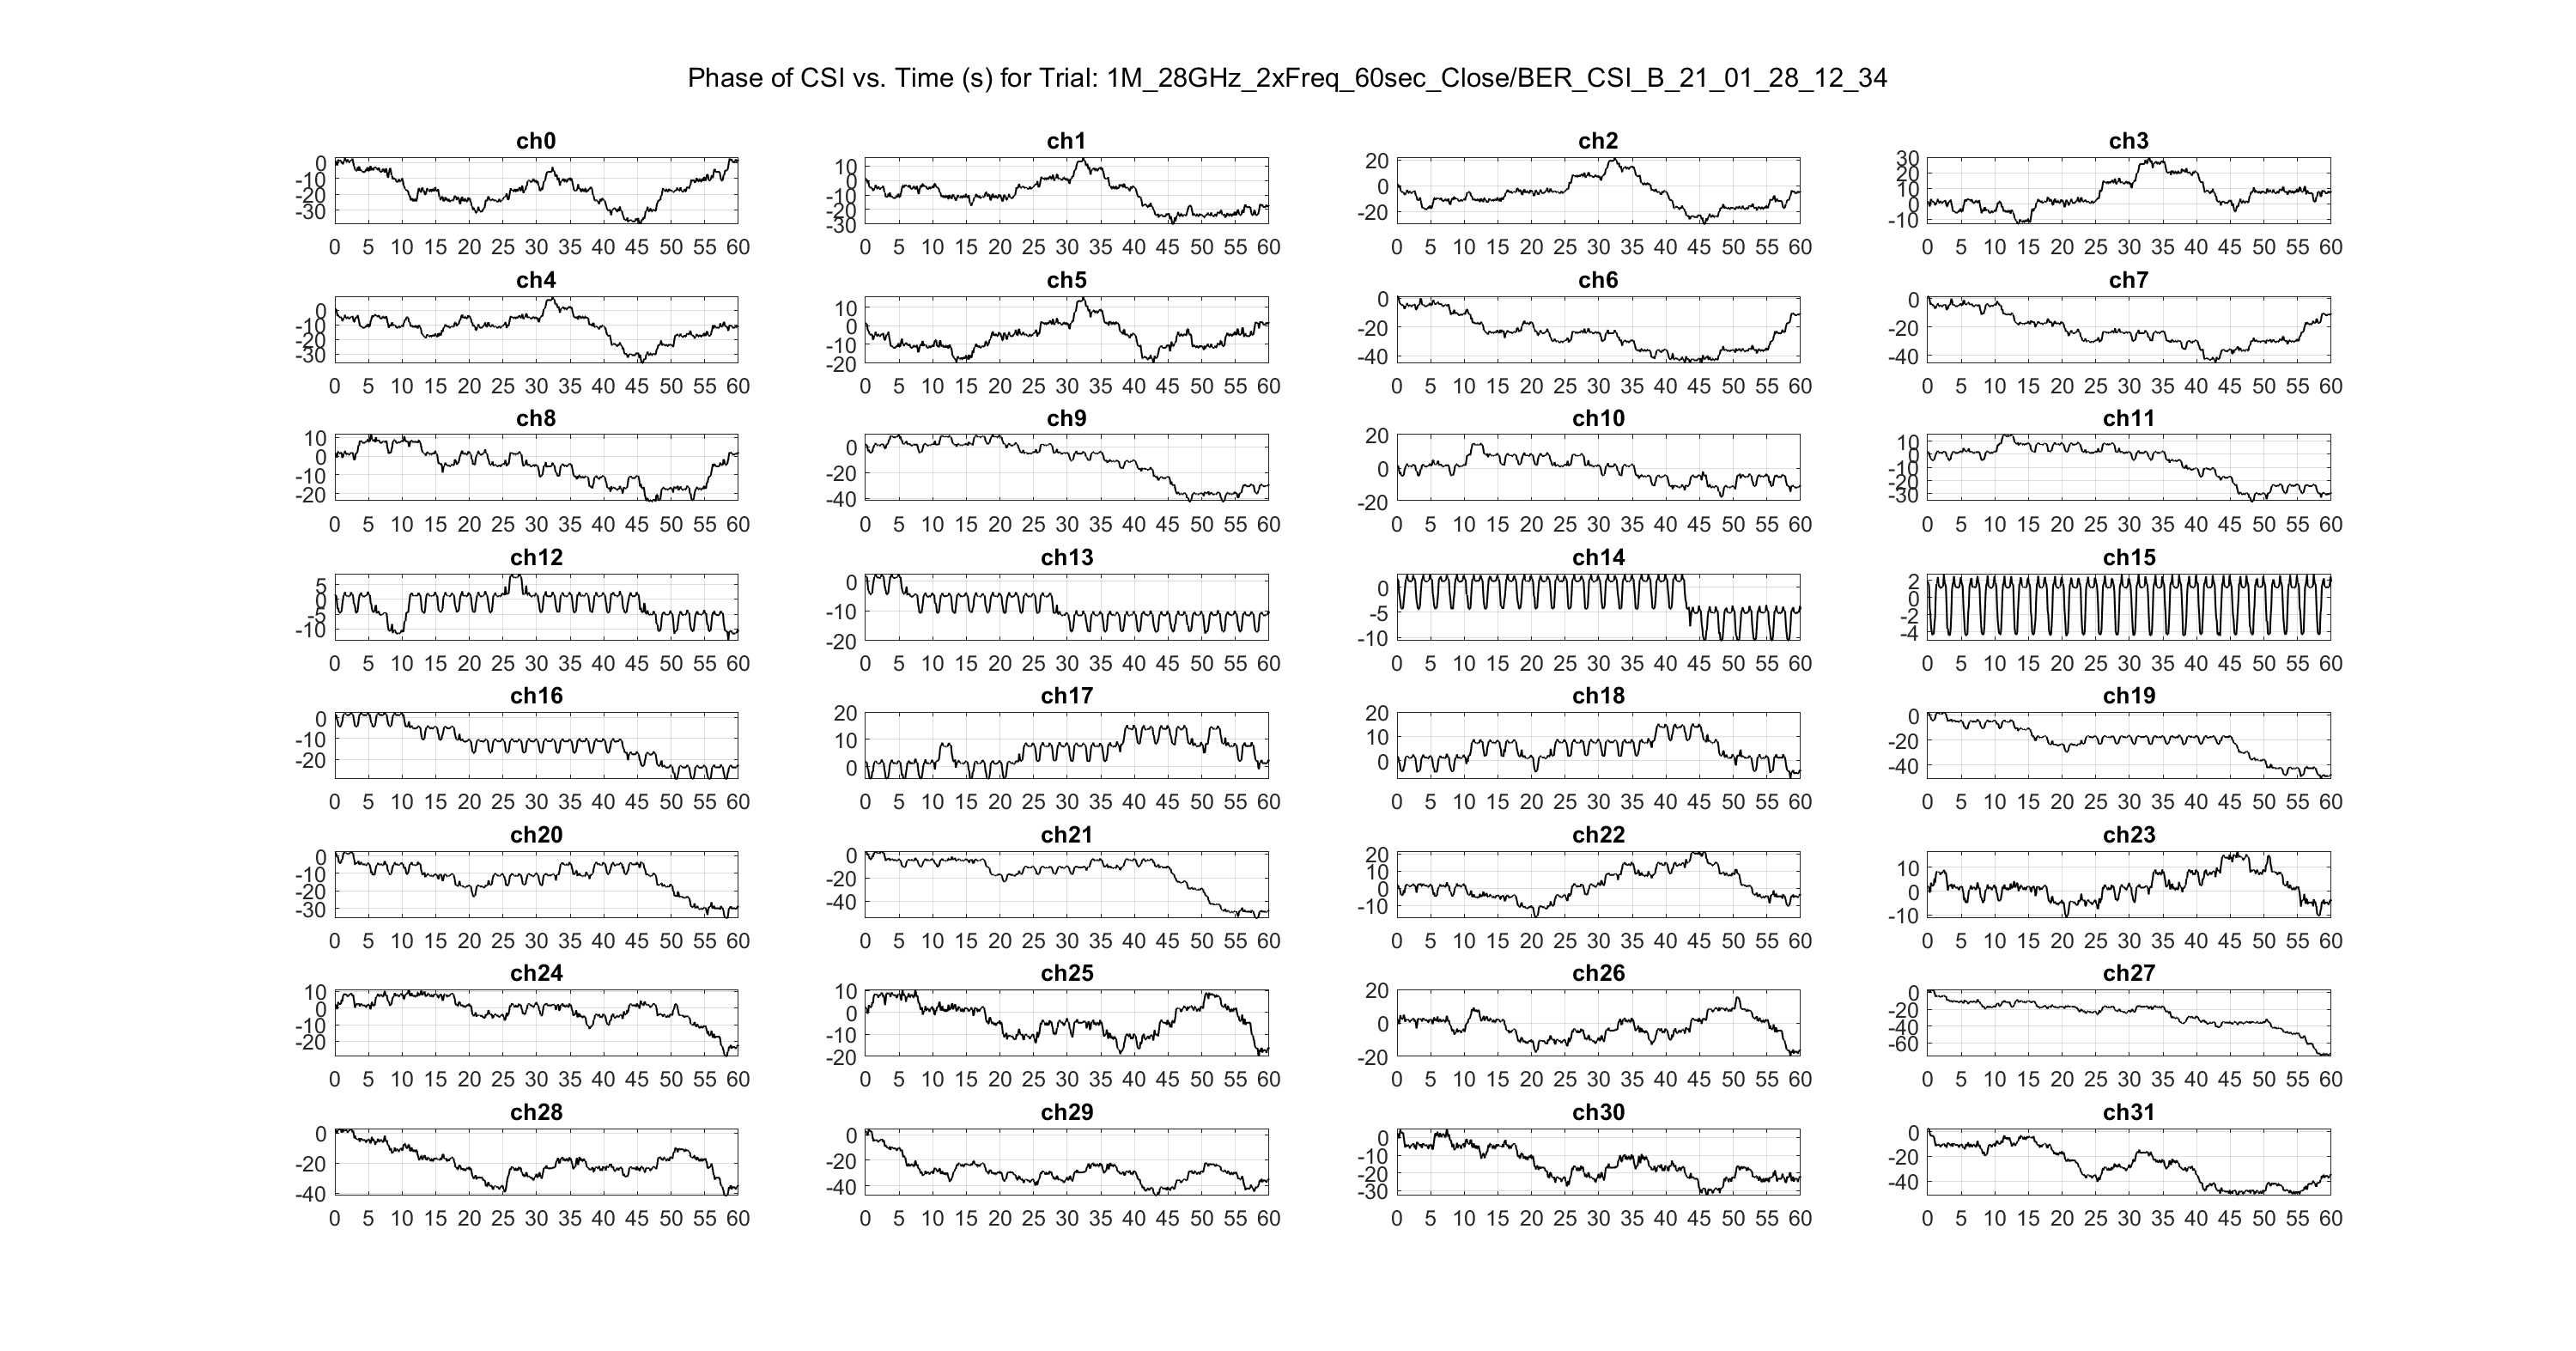 Phase of CSI vs. Time (s) for Trial: 1M_28GHz_2xFreq_60sec_Close/BER_CSI_B_21_01_28_12_34
ch0 ch1 ch2 ch3
0 10 20 30
-10 0 0 20
-20 -10 -20 10
-30 -20 0
-30 -10
0 5 10 15 20 25 30 35 40 45 50 55 60 0 5 10 15 20 25 30 35 40 45 50 55 60 0 5 10 15 20 25 30 35 40 45 50 55 60 0 5 10 15 20 25 30 35 40 45 50 55 60
ch4 ch5 ch6 ch7
0 10 0 0
-10 0 -20 -20
-20 -10 -40 -40
-30 -20
0 5 10 15 20 25 30 35 40 45 50 55 60 0 5 10 15 20 25 30 35 40 45 50 55 60 0 5 10 15 20 25 30 35 40 45 50 55 60 0 5 10 15 20 25 30 35 40 45 50 55 60
ch8 ch9 ch10 ch11
10 0 20 10
0 -20 0 0
-10 -40 -20 -10
-20 -20
-30
0 5 10 15 20 25 30 35 40 45 50 55 60 0 5 10 15 20 25 30 35 40 45 50 55 60 0 5 10 15 20 25 30 35 40 45 50 55 60 0 5 10 15 20 25 30 35 40 45 50 55 60
ch12 ch13 ch14 ch15
5 0 0 2
0 -10 -5 0
-5 -20 -10 -2
-10 -4
0 5 10 15 20 25 30 35 40 45 50 55 60 0 5 10 15 20 25 30 35 40 45 50 55 60 0 5 10 15 20 25 30 35 40 45 50 55 60 0 5 10 15 20 25 30 35 40 45 50 55 60
ch16 ch17 ch18 ch19
0 20 20 0
-10 10 10 -20
-20 0 0 -40
0 5 10 15 20 25 30 35 40 45 50 55 60 0 5 10 15 20 25 30 35 40 45 50 55 60 0 5 10 15 20 25 30 35 40 45 50 55 60 0 5 10 15 20 25 30 35 40 45 50 55 60
ch20 ch21 ch22 ch23
0 0 20 10
-10 -20 10 0
-20 -40 0 -10
-30 -10
0 5 10 15 20 25 30 35 40 45 50 55 60 0 5 10 15 20 25 30 35 40 45 50 55 60 0 5 10 15 20 25 30 35 40 45 50 55 60 0 5 10 15 20 25 30 35 40 45 50 55 60
ch24 ch25 ch26 ch27
10 10 20 0
0 0 0 -20
-10 -10 -20 -40
-20 -20 -60
0 5 10 15 20 25 30 35 40 45 50 55 60 0 5 10 15 20 25 30 35 40 45 50 55 60 0 5 10 15 20 25 30 35 40 45 50 55 60 0 5 10 15 20 25 30 35 40 45 50 55 60
ch28 ch29 ch30 ch31
0 0 0 0
-20 -20 -10 -20
-40 -40 -20 -40
-30
0 5 10 15 20 25 30 35 40 45 50 55 60 0 5 10 15 20 25 30 35 40 45 50 55 60 0 5 10 15 20 25 30 35 40 45 50 55 60 0 5 10 15 20 25 30 35 40 45 50 55 60